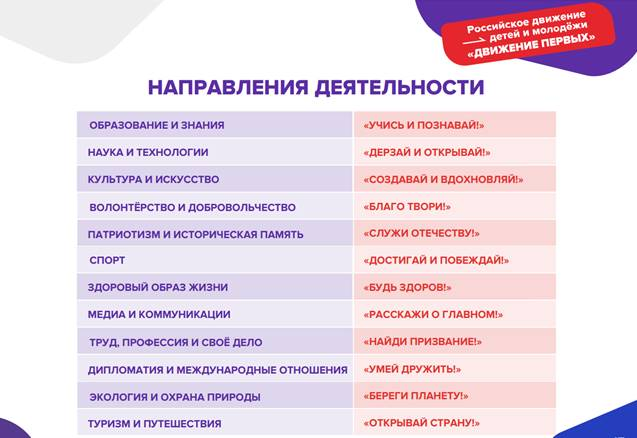 Российское движение
детей и молодёжи
«ДВИЖЕНИЕ ПЕРВЫХ»
НАПРАВЛЕНИЯ ДЕЯТЕЛЬНОСТИ
ОБРАЗОВАНИЕ И ЗНАНИЯ «УЧИСЬ И ПОЗНАВАЙ!»
НАУКА И ТЕХНОЛОГИИ «ДЕРЗАЙ И ОТКРЫВАЙ!»
КУЛЬТУРА И ИСКУССТВО «СОЗДАВАЙ И ВДОХНОВЛЯЙ!»
ВОЛОНТЁРСТВО И ДОБРОВОЛЬЧЕСТВО «БЛАГО ТВОРИ!»
ПАТРИОТИЗМ И ИСТОРИЧЕСКАЯ ПАМЯТЬ «СЛУЖИ ОТЕЧЕСТВУ!»
СПОРТ «ДОСТИГАЙ И ПОБЕЖДАЙ!»
ЗДОРОВЫЙ ОБРАЗ ЖИЗНИ «БУДЬ ЗДОРОВ!»
МЕДИА И КОММУНИКАЦИИ «РАССКАЖИ О ГЛАВНОМ!»
ТРУД, ПРОФЕССИЯ И СВОЁ ДЕЛО «НАЙДИ ПРИЗВАНИЕ!»
ДИПЛОМАТИЯ И МЕЖДУНАРОДНЫЕ ОТНОШЕНИЯ «УМЕЙ ДРУЖИТЬ!»
ЭКОЛОГИЯ И ОХРАНА ПРИРОДЫ «БЕРЕГИ ПЛАНЕТУ!»
ТУРИЗМ И ПУТЕШЕСТВИЯ «ОТКРЫВАЙ СТРАНУ!»